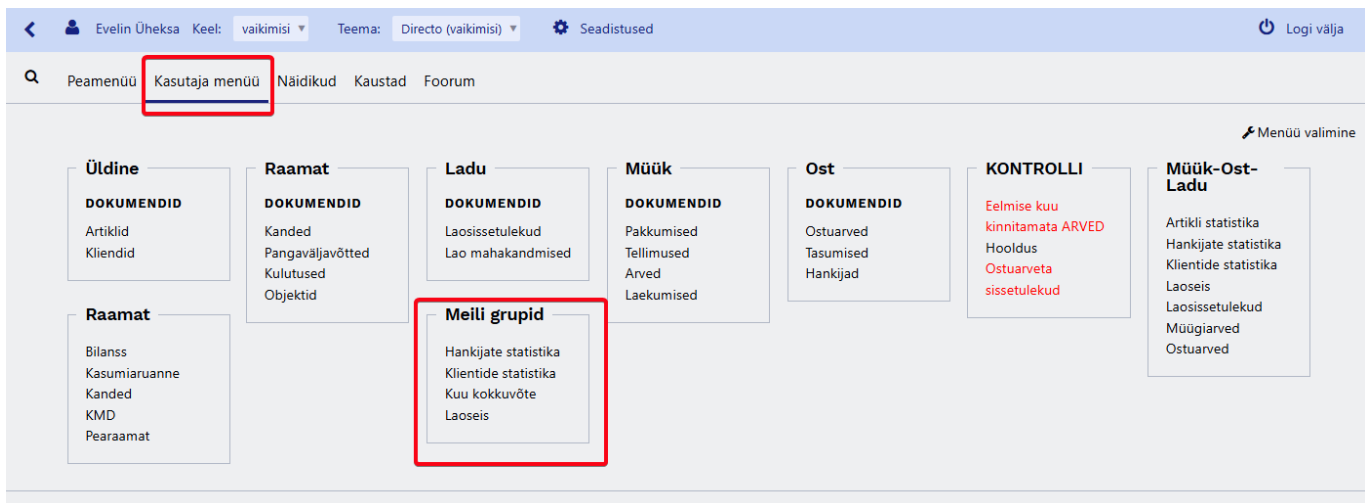 Evelin Üheksa Keel: vaikimisi Teema: Directo (vaikimisi) Seadistused Logi välja
Peamenüü Kasutaja menüü Näidikud Kaustad Foorum
Menüü valimine
Üldine
DOKUMENDID
Artiklid
Kliendid
Raamat
DOKUMENDID
Kanded
Pangaväljavõtted
Kulutused
Objektid
Ladu
DOKUMENDID
Laosissetulekud
Lao mahakandmised
Müük
DOKUMENDID
Pakkumised
Tellimused
Arved
Laekumised
Ost
DOKUMENDID
Ostuarved
Tasumised
Hankijad
KONTROLLI
Eelmise kuu
kinnitamata ARVED
Hooldus
Ostuarveta
sissetulekud
Müük-Ost-
Ladu
Artikli statistika
Hankijate statistika
Klientide statistika
Laoseis
Laosissetulekud
Müügiarved
Ostuarved
Raamat
Bilanss
Kasumiaruanne
Kanded
KMD
Pearaamat
Meili grupid
Hankijate statistika
Klientide statistika
Kuu kokkuvõte
Laoseis